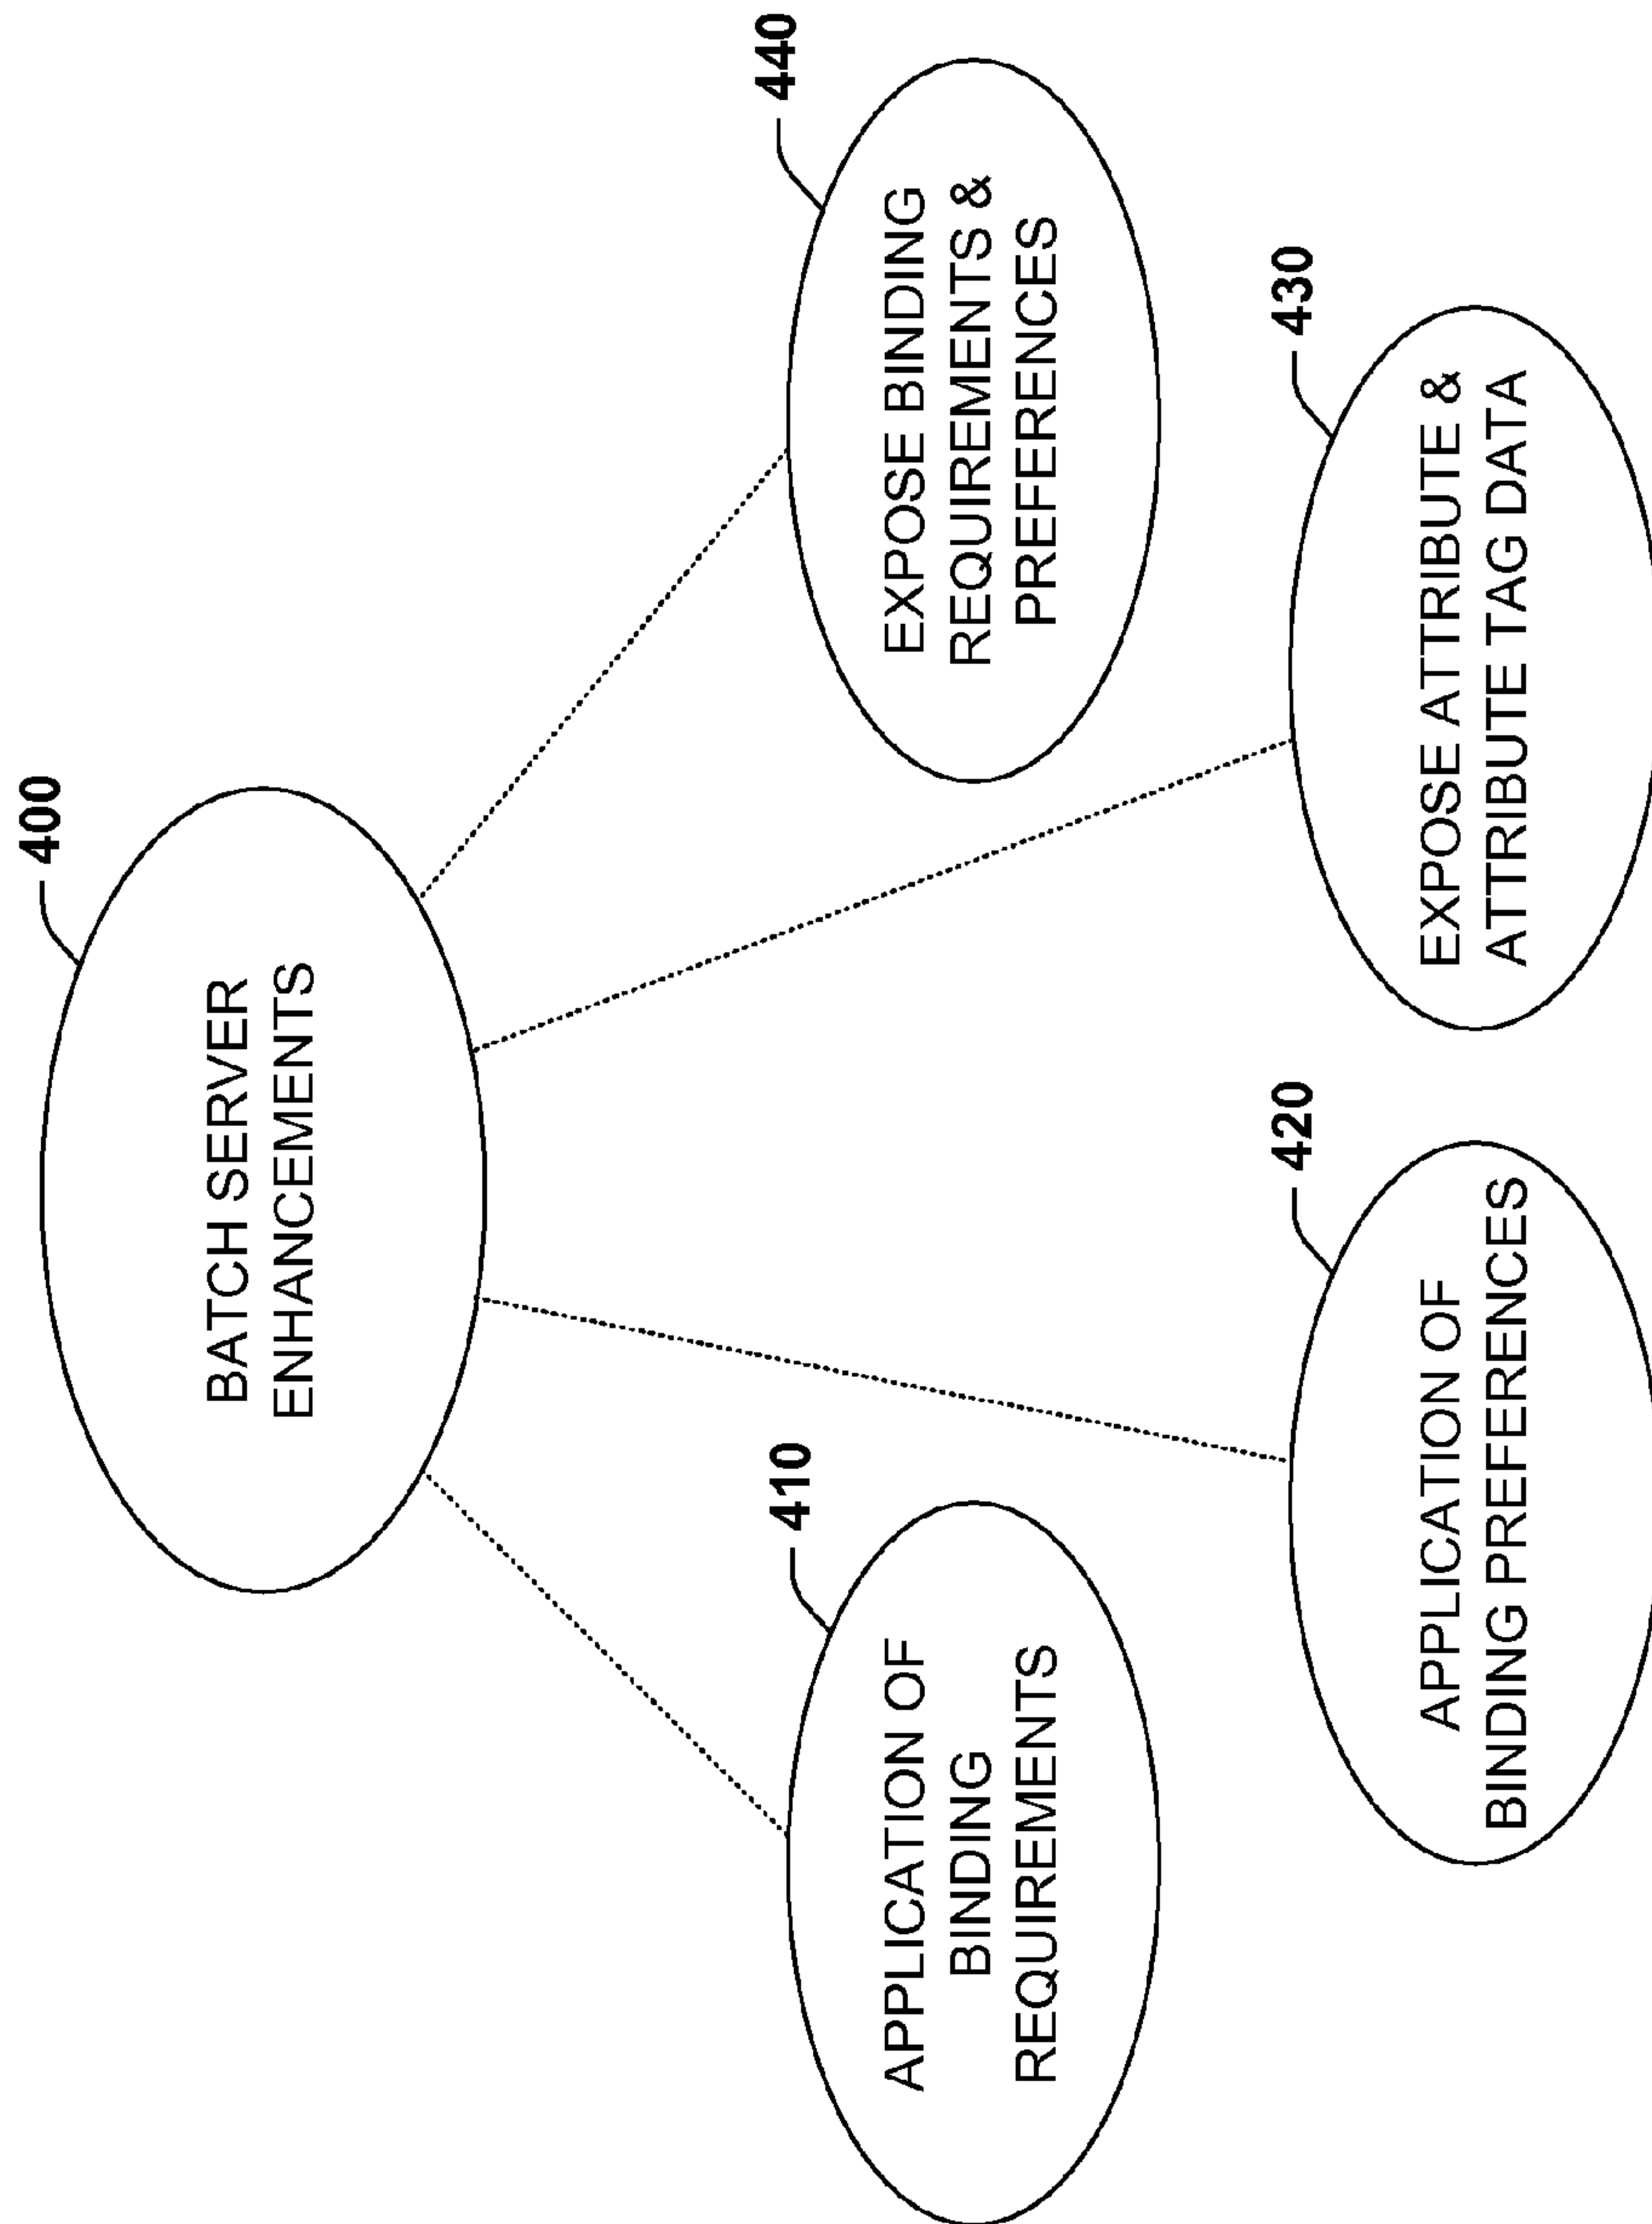 400
BATCH SERVER
ENHANCEMENTS
410
APPLICATION OF
BINDING
REQUIREMENTS
440
EXPOSE BINDING
REQUIREMENTS &
PREFERENCES
420
APPLICATION OF
BINDING PREFERENCES
430
EXPOSE ATTRIBUTE &
ATTRIBUTE TAG DATA